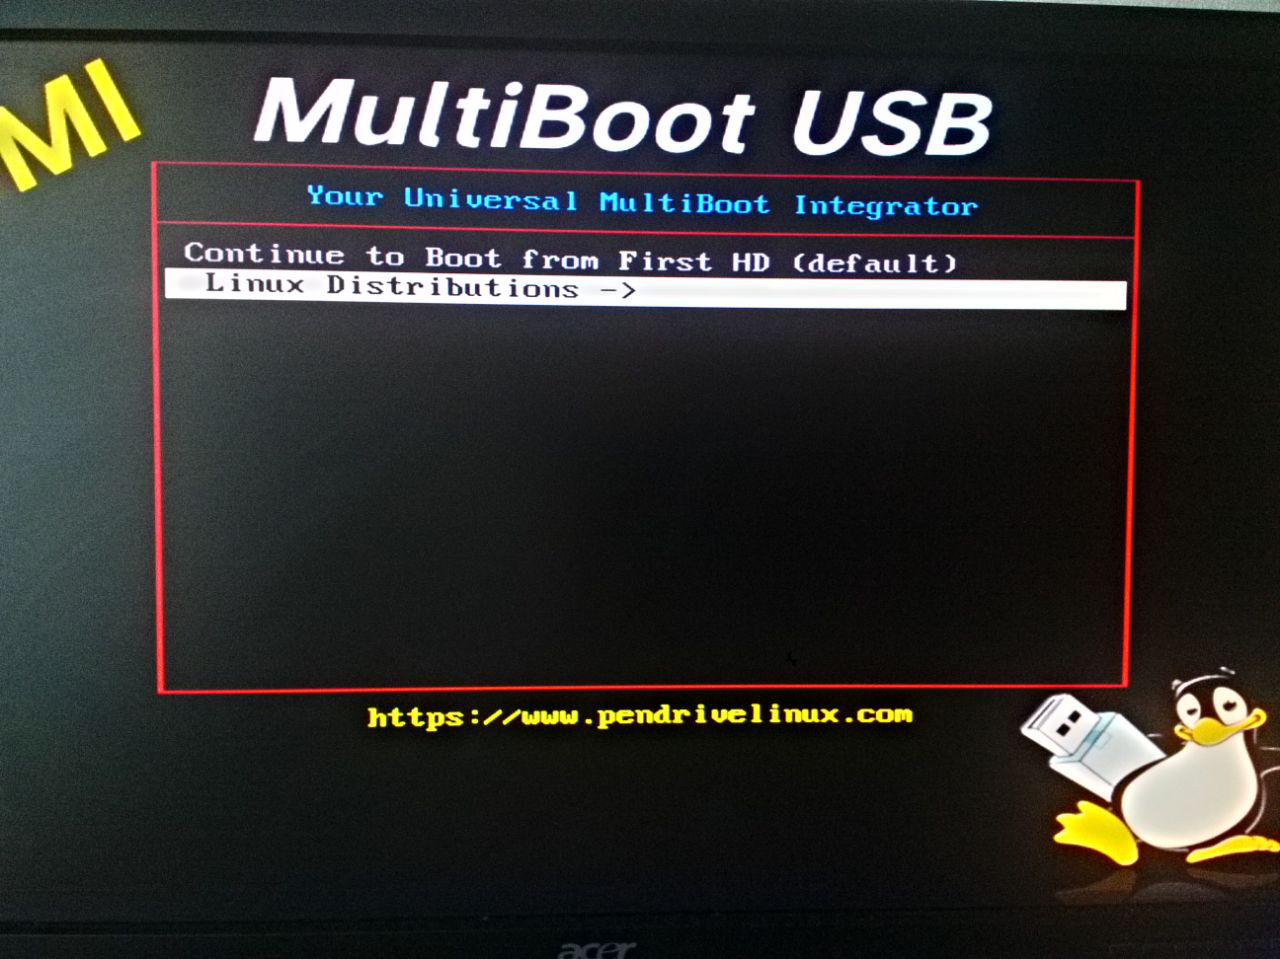 MI
MultiBoot USB
Your Universal MultiBoot Integrator
Continue to Boot from First HD (default)
Linux Distributions ->
https://www.pendrivelinux.com
acer